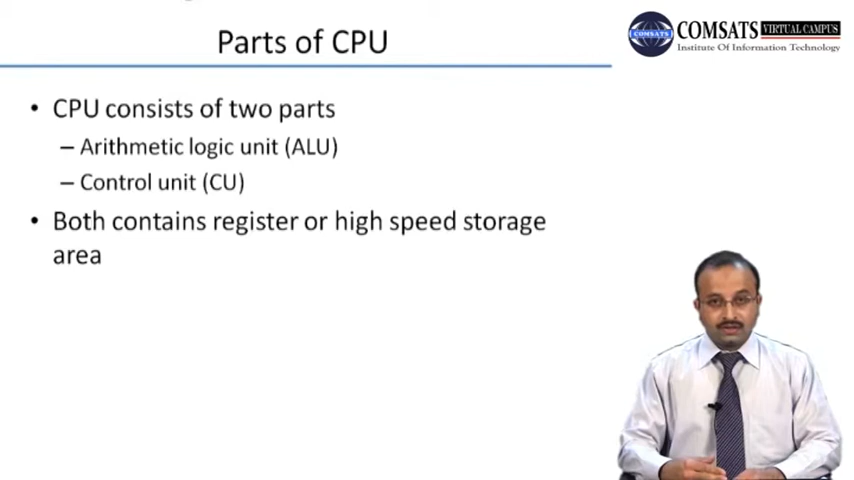 Parts of CPU
COMSATS VIRTUAL CAMPUS
COMSATS
Institute Of Information Technology
• CPU consists of two parts
– Arithmetic logic unit (ALU)
– Control unit (CU)
• Both contains register or high speed storage
area